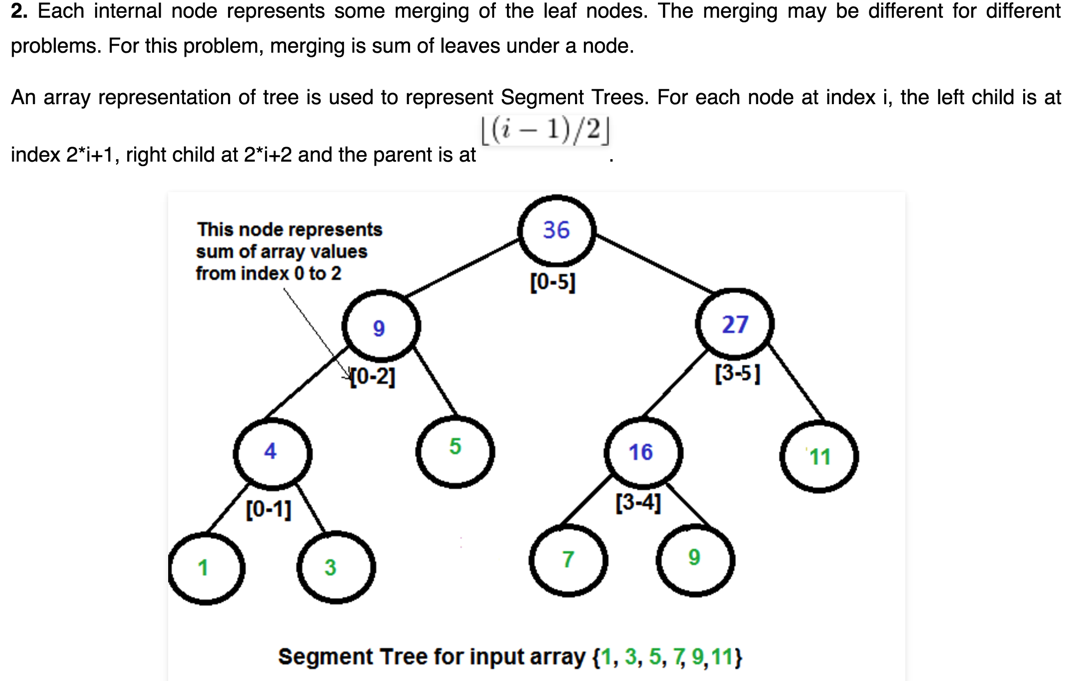 2. Each internal node represents some merging of the leaf nodes. The merging may be different for different
problems. For this problem, merging is sum of leaves under a node.
An array representation of tree is used to represent Segment Trees. For each node at index i, the left child is at
index 2*i+1, right child at 2*i+2 and the parent is at ⌊(i – 1)/2⌋.
This node represents
sum of array values
from index 0 to 2
36
[0-5]
9
[0-2]
27
[3-5]
4
[0-1]
5
16
[3-4]
11
1
3
7
9
Segment Tree for input array {1, 3, 5, 7, 9,11}